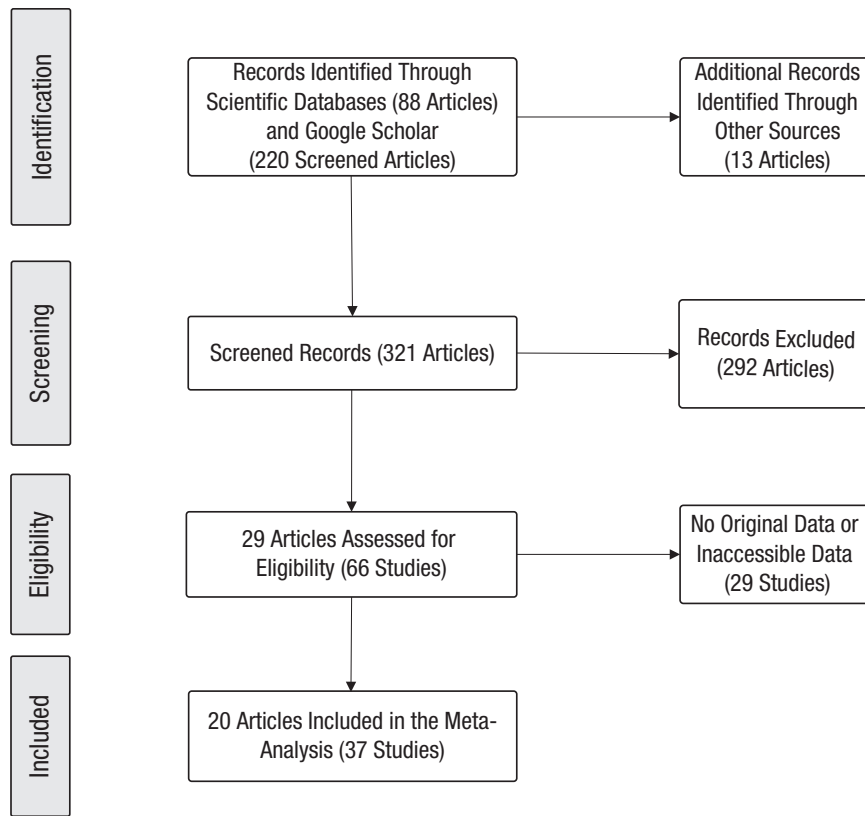 Identification
Records Identified Through
Scientific Databases (88 Articles)
and Google Scholar
(220 Screened Articles)
Additional Records
Identified Through
Other Sources
(13 Articles)
Screening
Screened Records (321 Articles)
Records Excluded
(292 Articles)
Eligibility
29 Articles Assessed for
Eligibility (66 Studies)
No Original Data or
Inaccessible Data
(29 Studies)
Included
20 Articles Included in the Meta-
Analysis (37 Studies)